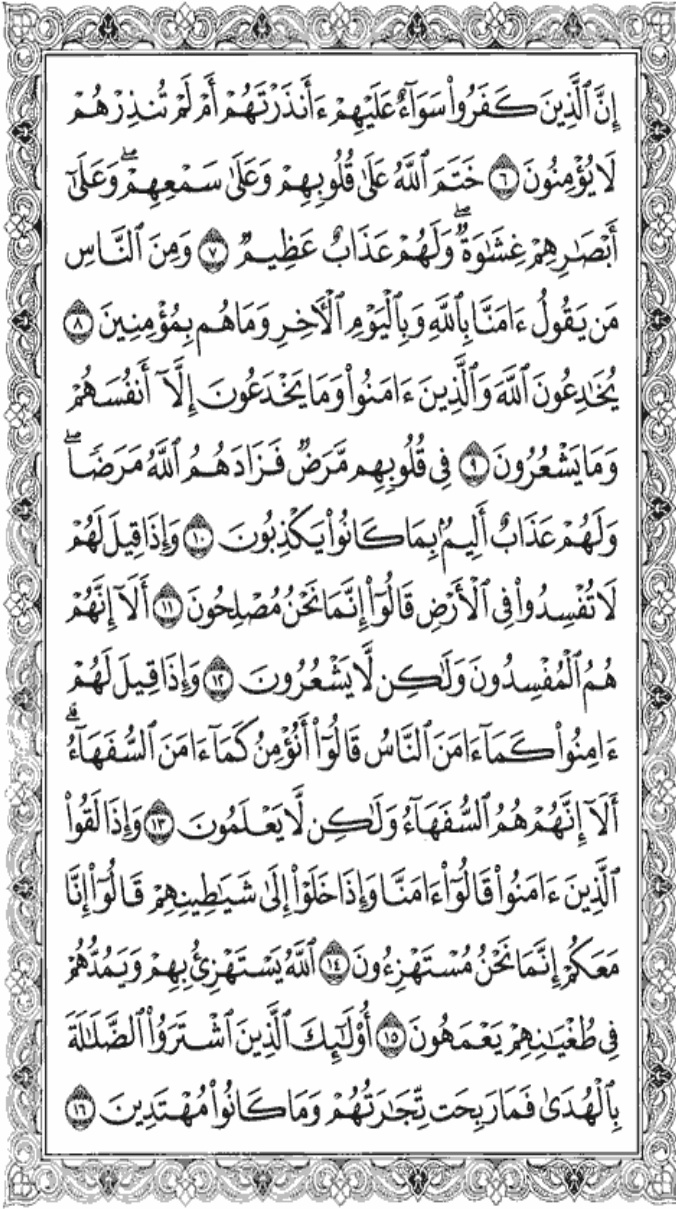 إِنَّ ٱلَّذِينَ كَفَرُوا۟ سَوَآءٌ عَلَيْهِمْ ءَأَنذَرْتَهُمْ أَمْ لَمْ تُنذِرْهُمْ
لَا يُؤْمِنُونَ ٦ خَتَمَ ٱللَّهُ عَلَىٰ قُلُوبِهِمْ وَعَلَىٰ سَمْعِهِمْ ۖ وَعَلَىٰٓ
أَبْصَٰرِهِمْ غِشَٰوَةٌ ۖ وَلَهُمْ عَذَابٌ عَظِيمٌ ٧ وَمِنَ ٱلنَّاسِ
مَن يَقُولُ ءَامَنَّا بِٱللَّهِ وَبِٱلْيَوْمِ ٱلْءَاخِرِ وَمَا هُم بِمُؤْمِنِينَ ٨
يُخَٰدِعُونَ ٱللَّهَ وَٱلَّذِينَ ءَامَنُوا۟ وَمَا يَخْدَعُونَ إِلَّآ أَنفُسَهُمْ
وَمَا يَشْعُرُونَ ٩ فِى قُلُوبِهِم مَّرَضٌ فَزَادَهُمُ ٱللَّهُ مَرَضًا ۖ
وَلَهُمْ عَذَابٌ أَلِيمٌۢ بِمَا كَانُوا۟ يَكْذِبُونَ ١٠ وَإِذَا قِيلَ لَهُمْ
لَا تُفْسِدُوا۟ فِى ٱلْأَرْضِ قَالُوٓا۟ إِنَّمَا نَحْنُ مُصْلِحُونَ ١١ أَلَآ إِنَّهُمْ
هُمُ ٱلْمُفْسِدُونَ وَلَٰكِن لَّا يَشْعُرُونَ ١٢ وَإِذَا قِيلَ لَهُمْ
ءَامِنُوا۟ كَمَآ ءَامَنَ ٱلنَّاسُ قَالُوٓا۟ أَنُؤْمِنُ كَمَآ ءَامَنَ ٱلسُّفَهَآءُ ۗ
أَلَآ إِنَّهُمْ هُمُ ٱلسُّفَهَآءُ وَلَٰكِن لَّا يَعْلَمُونَ ١٣ وَإِذَا لَقُوا۟
ٱلَّذِينَ ءَامَنُوا۟ قَالُوٓا۟ ءَامَنَّا وَإِذَا خَلَوْا۟ إِلَىٰ شَيَٰطِينِهِمْ قَالُوٓا۟ إِنَّا
مَعَكُمْ إِنَّمَا نَحْنُ مُسْتَهْزِءُونَ ١٤ ٱللَّهُ يَسْتَهْزِئُ بِهِمْ وَيَمُدُّهُمْ
فِى طُغْيَٰنِهِمْ يَعْمَهُونَ ١٥ أُو۟لَٰٓئِكَ ٱلَّذِينَ ٱشْتَرَوُا۟ ٱلضَّلَٰلَةَ
بِٱلْهُدَىٰ فَمَا رَبِحَت تِّجَٰرَتُهُمْ وَمَا كَانُوا۟ مُهْتَدِينَ ١٦